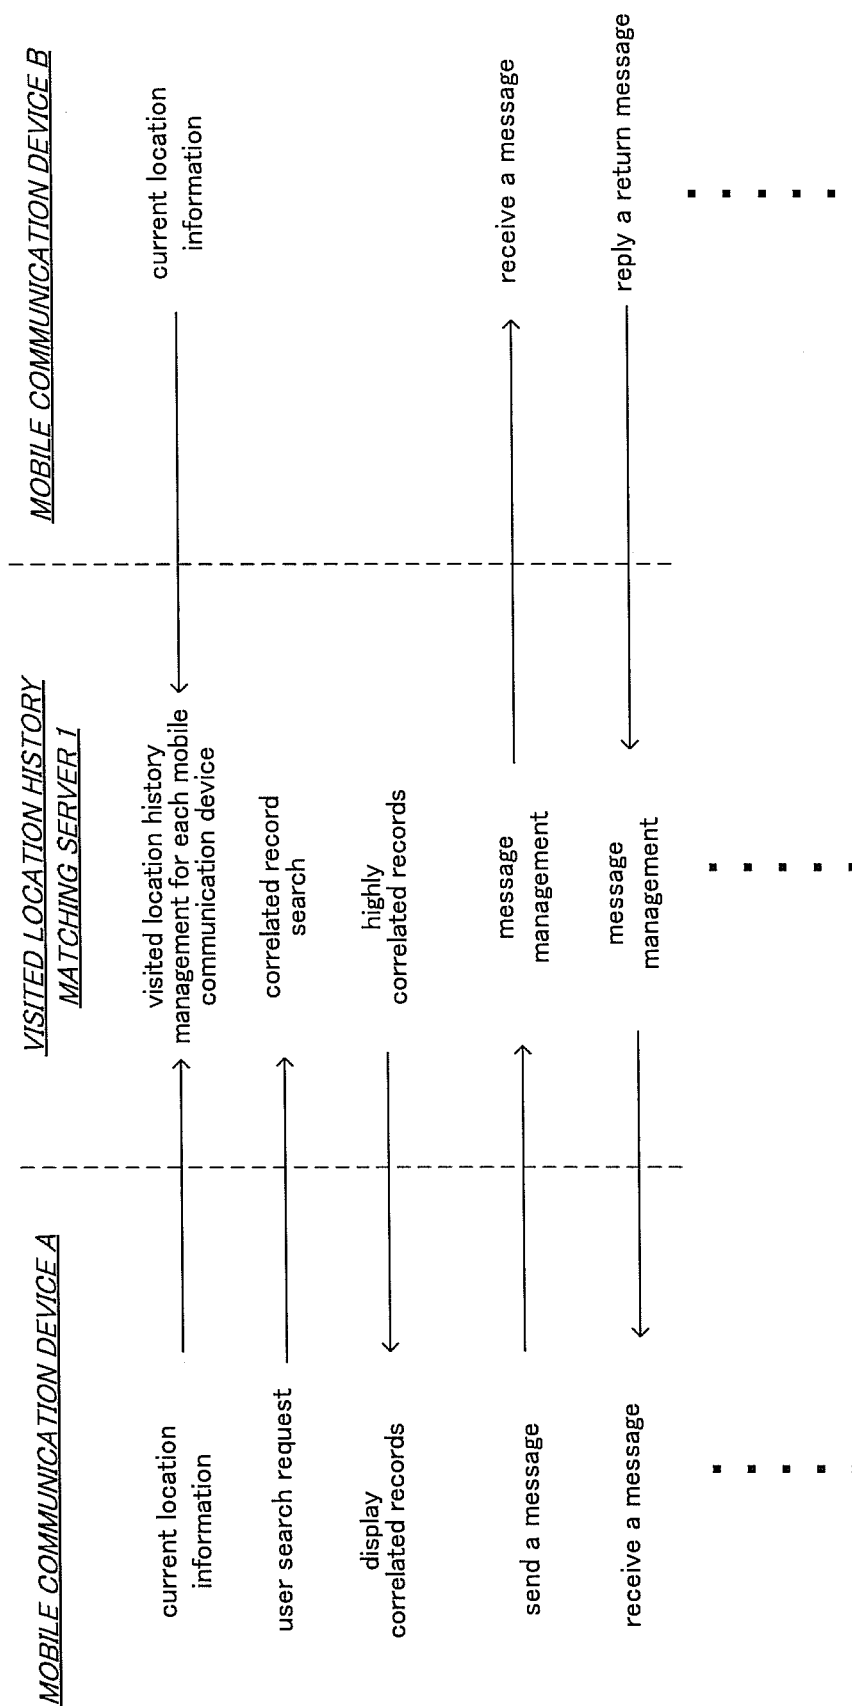 MOBILE COMMUNICATION DEVICE A
VISITED LOCATION HISTORY
MATCHING SERVER 1
MOBILE COMMUNICATION DEVICE B
current location
information
visited location history
management for each mobile
communication device
current location
information
user search request
correlated record
search
display
correlated records
highly
correlated records
send a message
message
management
receive a message
receive a message
message
management
reply a return message